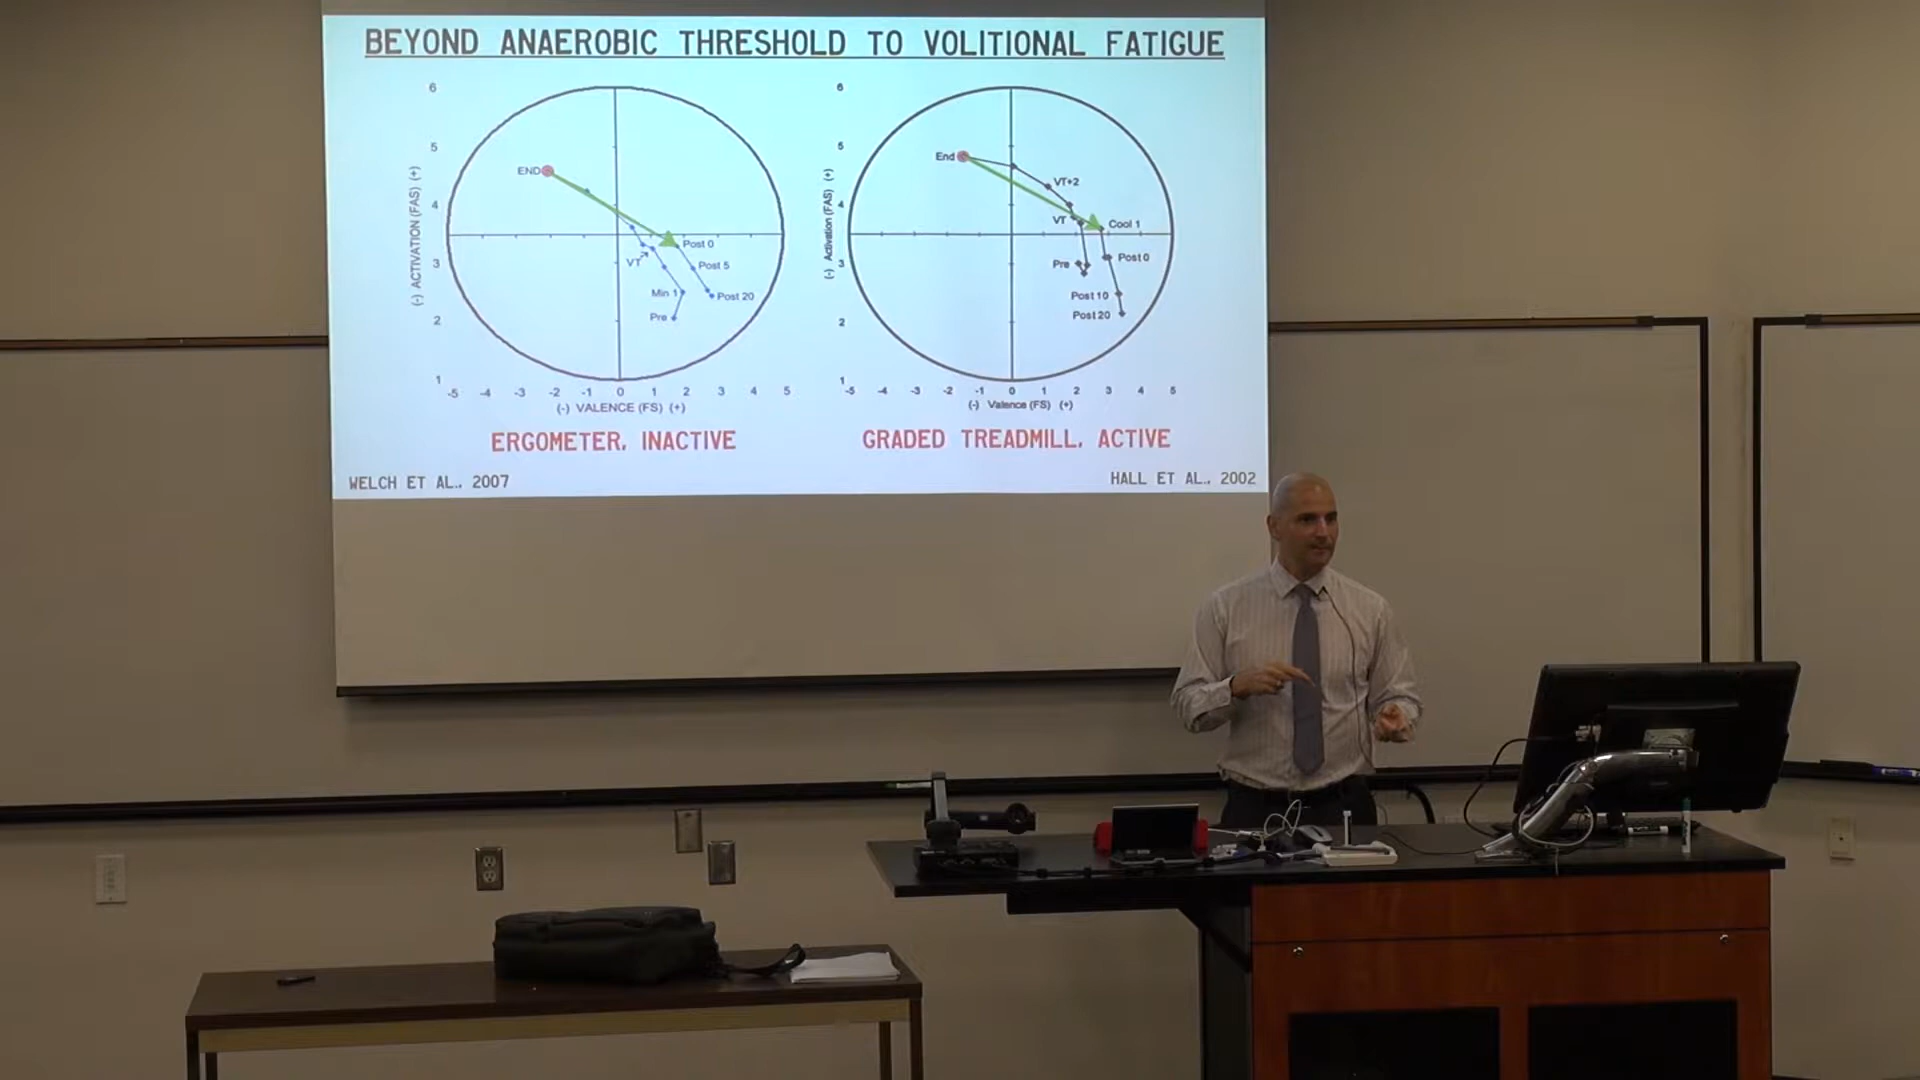 BEYOND ANAEROBIC THRESHOLD TO VOLITIONAL FATIGUE
6
5
4
3
2
1
(-) ACTIVATION (FAS) (+)
END
VT
Post 0
Post 5
Min 1
Post 20
Pre
-5 -4 -3 -2 -1 0 1 2 3 4 5
(-) VALENCE (FS) (+)
ERGOMETER, INACTIVE
WELCH ET AL., 2007
6
5
4
3
2
1
(-) Activation (FAS) (+)
End
VT+2
VT
Cool 1
Pre
Post 0
Post 10
Post 20
-5 -4 -3 -2 -1 0 1 2 3 4 5
(-) Valence (FS) (+)
GRADED TREADMILL, ACTIVE
HALL ET AL., 2002